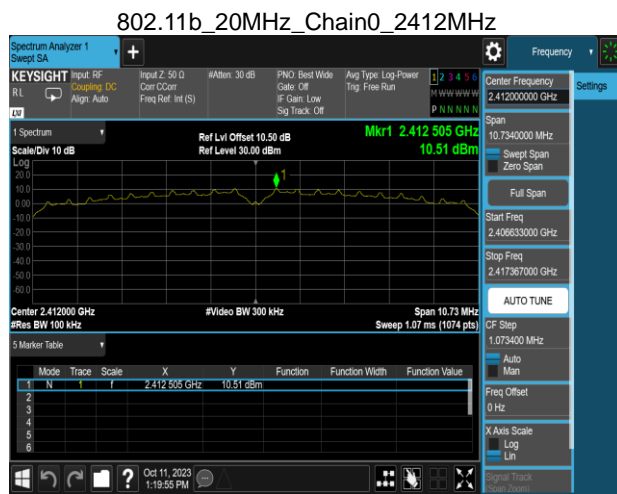 802.11b_20MHz_Chain0_2412MHz
Spectrum Analyzer 1
Swept SA
+
Frequency
KEYSIGHT
RL
LXI
Input: RF
Coupling: DC
Align: Auto
Input Z: 50 Ω
Corr CCorr
Freq Ref: Int (S)
#Atten: 30 dB
PNO: Best Wide
Gate: Off
IF Gain: Low
Sig Track: Off
Avg Type: Log-Power
Trig: Free Run
1 2 3 4 5 6
M W W W W W
P N N N N N
Center Frequency
2.412000000 GHz
Settings
1 Spectrum
Scale/Div 10 dB
Ref Lvl Offset 10.50 dB
Ref Level 30.00 dBm
Mkr1 2.412 505 GHz
10.51 dBm
Span
10.7340000 MHz
Swept Span
Zero Span
Log
20.0
10.0
0.00
-10.0
-20.0
-30.0
-40.0
-50.0
-60.0
1
Full Span
Start Freq
2.406633000 GHz
Stop Freq
2.417367000 GHz
AUTO TUNE
Center 2.412000 GHz
#Res BW 100 kHz
#Video BW 300 kHz
Span 10.73 MHz
Sweep 1.07 ms (1074 pts)
CF Step
1.073400 MHz
Auto
Man
5 Marker Table
Mode Trace Scale X Y Function Function Width Function Value
1 N 1 f 2.412 505 GHz 10.51 dBm
2
3
4
5
6
Freq Offset
0 Hz
X Axis Scale
Log
Lin
Signal Track
(Span Zoom)
?
Oct 11, 2023
1:19:55 PM